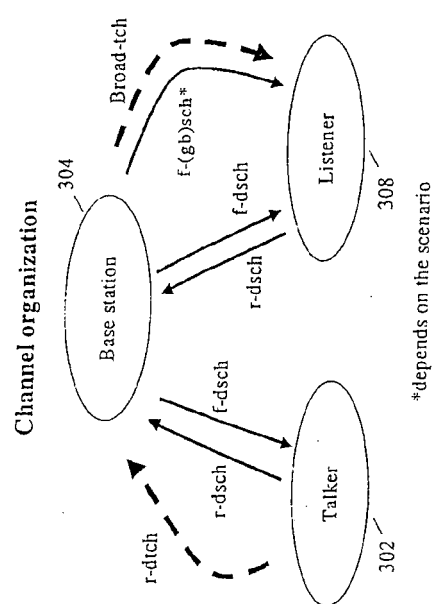 Channel organization
304
Broad-tch
Base station
f-(gb)sch*
r-dtch
r-dsch
f-dsch
r-dsch
f-dsch
Talker
Listener
302
308
*depends on the scenario